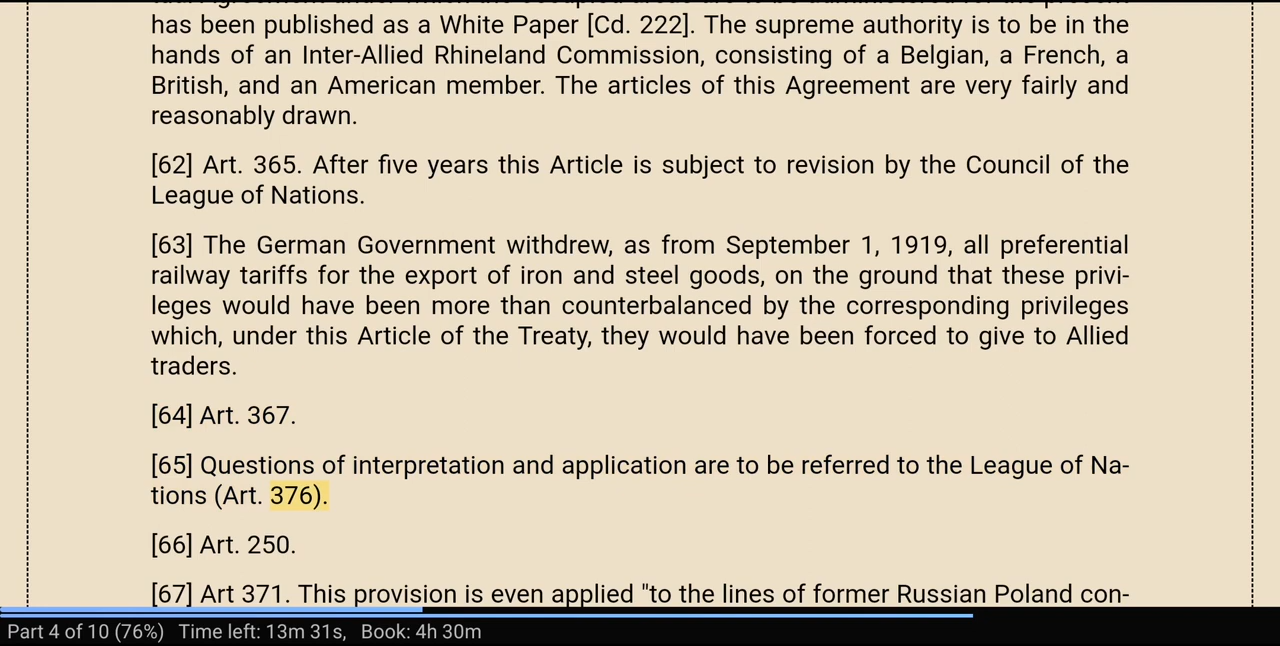 has been published as a White Paper [Cd. 222]. The supreme authority is to be in the
hands of an Inter-Allied Rhineland Commission, consisting of a Belgian, a French, a
British, and an American member. The articles of this Agreement are very fairly and
reasonably drawn.
[62] Art. 365. After five years this Article is subject to revision by the Council of the
League of Nations.
[63] The German Government withdrew, as from September 1, 1919, all preferential
railway tariffs for the export of iron and steel goods, on the ground that these privi-
leges would have been more than counterbalanced by the corresponding privileges
which, under this Article of the Treaty, they would have been forced to give to Allied
traders.
[64] Art. 367.
[65] Questions of interpretation and application are to be referred to the League of Na-
tions (Art. 376).
[66] Art. 250.
[67] Art 371. This provision is even applied "to the lines of former Russian Poland con-
Part 4 of 10 (76%) Time left: 13m 31s, Book: 4h 30m